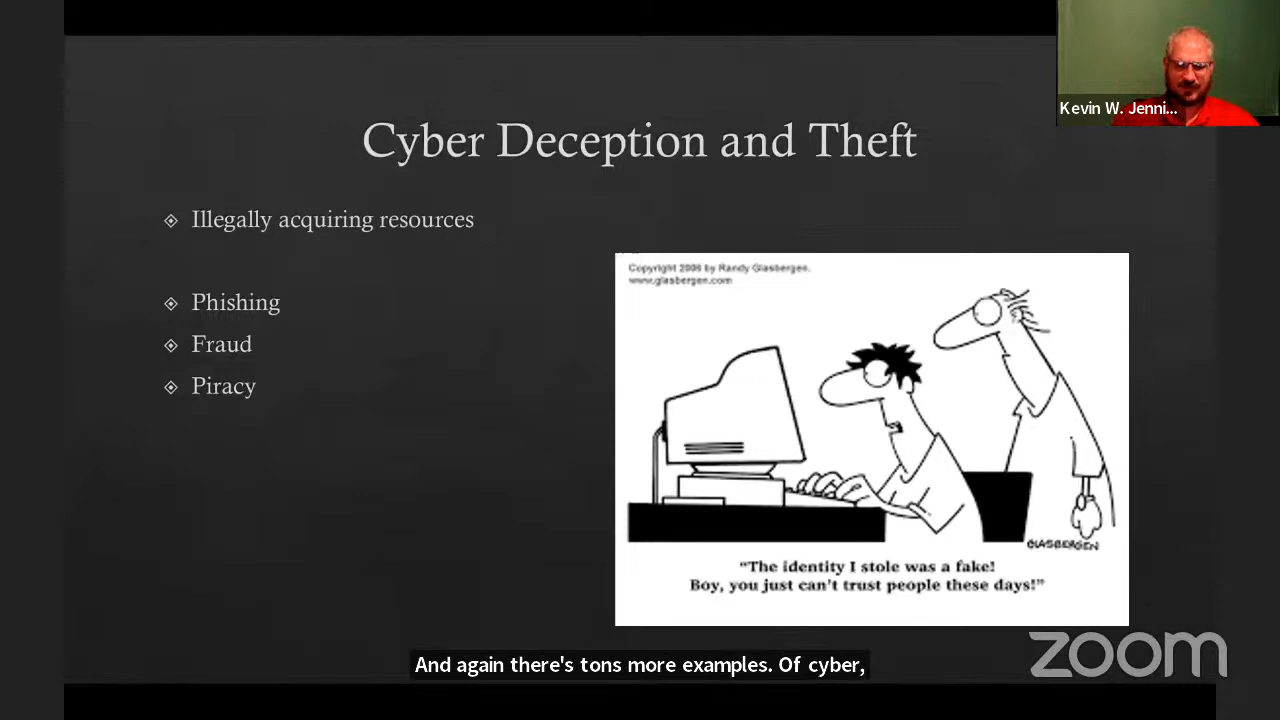 Kevin W. Jenni...
Cyber Deception and Theft
Illegally acquiring resources
Phishing
Fraud
Piracy
Copyright 2006 by Randy Glasbergen.
www.glasbergen.com
GLASBERGEN
“The identity I stole was a fake!
Boy, you just can’t trust people these days!”
And again there's tons more examples. Of cyber,
zoom